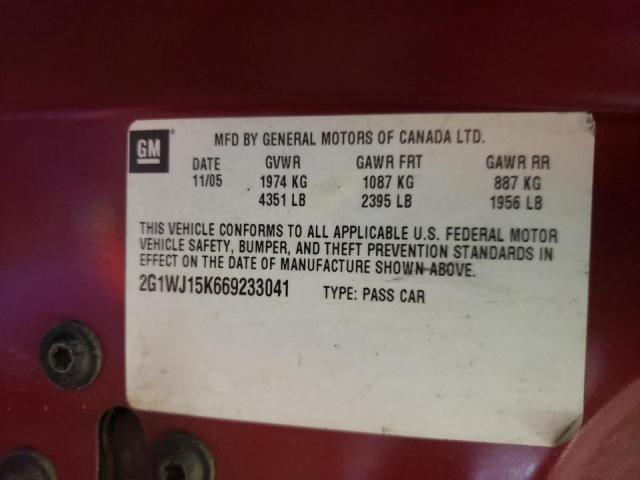 GM MFD BY GENERAL MOTORS OF CANADA LTD.
DATE GVWR GAWR FRT GAWR RR
11/05 1974 KG 1087 KG 887 KG
4351 LB 2395 LB 1956 LB
THIS VEHICLE CONFORMS TO ALL APPLICABLE U.S. FEDERAL MOTOR
VEHICLE SAFETY, BUMPER, AND THEFT PREVENTION STANDARDS IN
EFFECT ON THE DATE OF MANUFACTURE SHOWN ABOVE.
2G1WJ15K669233041 TYPE: PASS CAR